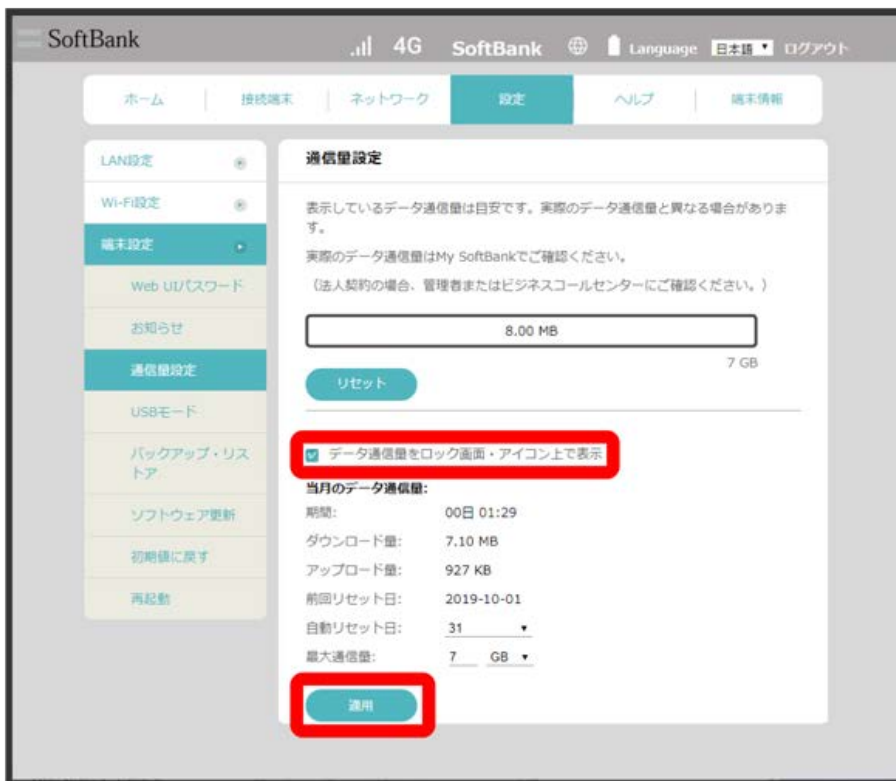 SoftBank
4G SoftBank Language 日本語 ログアウト
ホーム 接続端末 ネットワーク 設定 ヘルプ 端末情報
LAN設定
Wi-Fi設定
端末設定
Web UIパスワード
お知らせ
通信量設定
USBモード
バックアップ・リス
トア
ソフトウェア更新
初期値に戻す
再起動
通信量設定
表示しているデータ通信量は目安です。実際のデータ通信量と異なる場合がありま
す。
実際のデータ通信量はMy SoftBankでご確認ください。
（法人契約の場合、管理者またはビジネスコールセンターにご確認ください。）
8.00 MB
7 GB
リセット
データ通信量をロック画面・アイコン上で表示
当月のデータ通信量:
期間: 00日 01:29
ダウンロード量: 7.10 MB
アップロード量: 927 KB
前回リセット日: 2019-10-01
自動リセット日: 31
最大通信量: 7 GB
適用